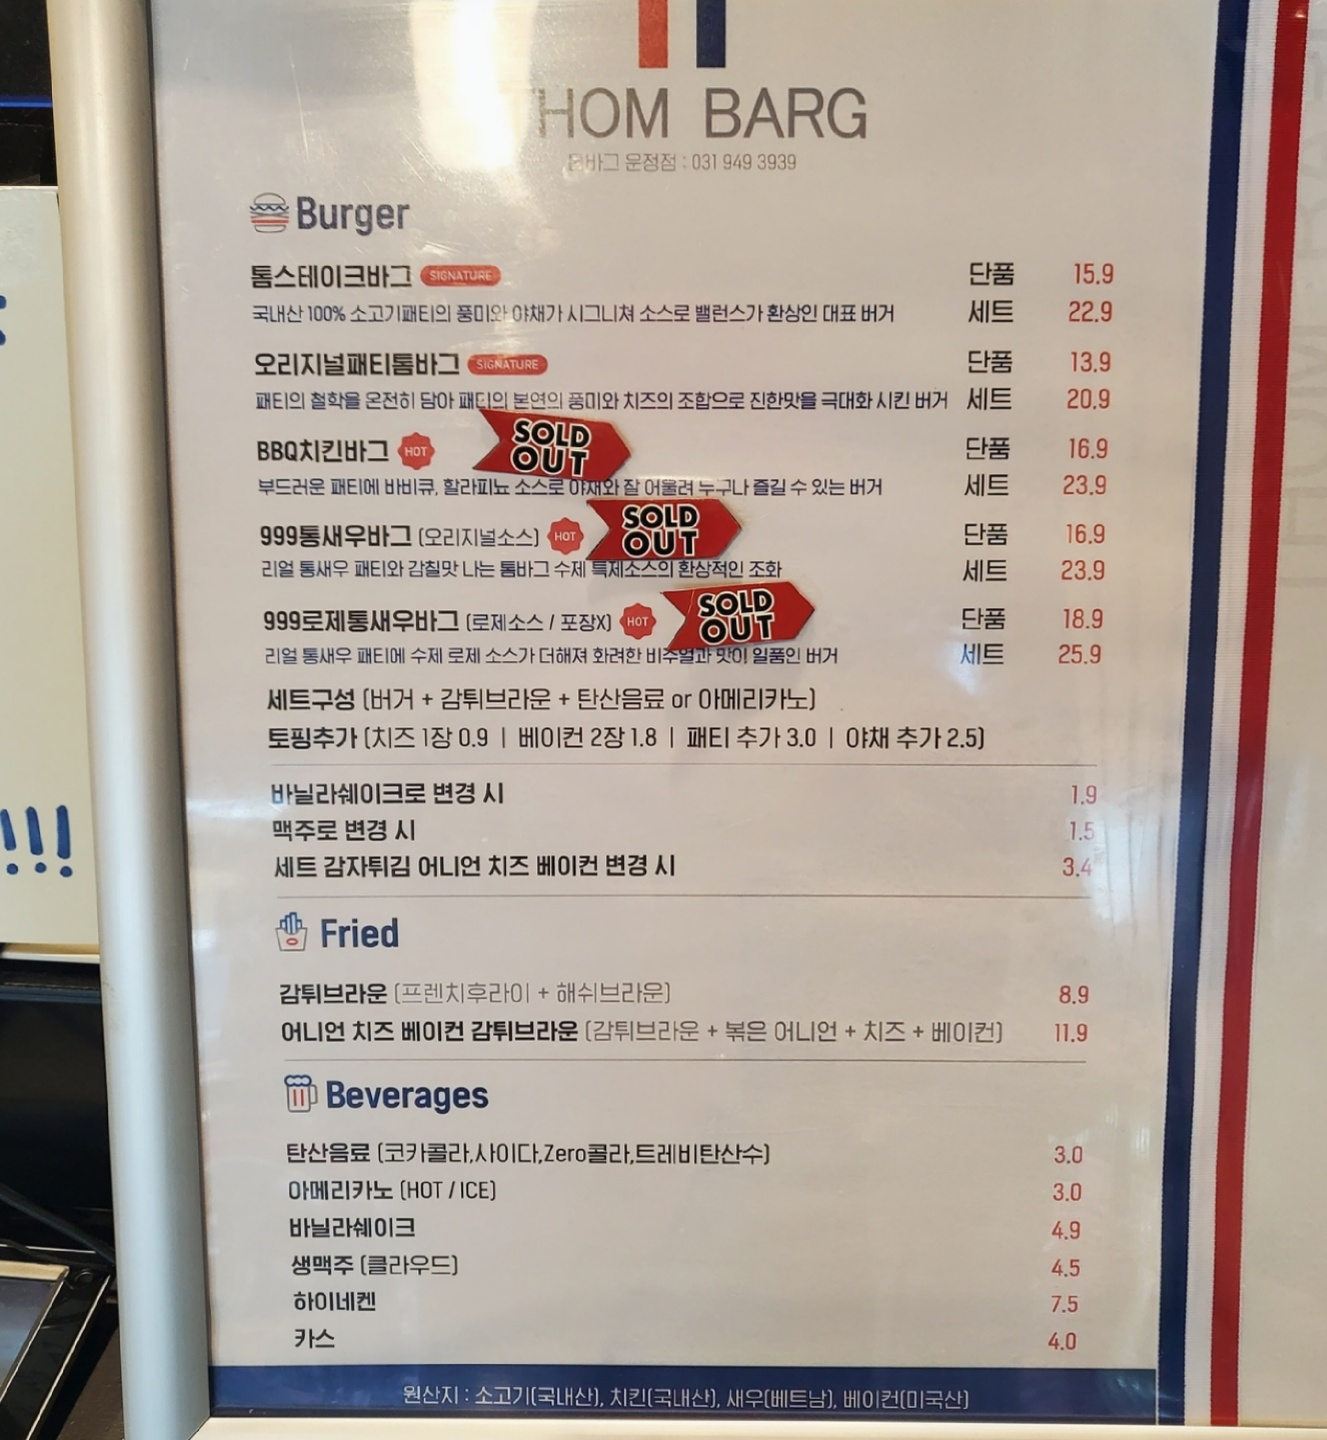 THOM BARG
톰바그 운정점 : 031 949 3939
Burger
톰스테이크바그 SIGNATURE 단품 15.9
국내산 100% 소고기패티의 풍미와 야채가 시그니쳐 소스로 밸런스가 환상인 대표 버거 세트 22.9
오리지널패티톰바그 SIGNATURE 단품 13.9
패티의 철학을 온전히 담아 패티의 본연의 풍미와 치즈의 조합으로 진한맛을 극대화 시킨 버거 세트 20.9
BBQ치킨바그 HOT SOLD OUT 단품 16.9
부드러운 패티에 바비큐, 할라피뇨 소스로 야채와 잘 어울려 누구나 즐길 수 있는 버거 세트 23.9
999통새우바그 (오리지널소스) HOT SOLD OUT 단품 16.9
리얼 통새우 패티와 감칠맛 나는 톰바그 수제 특제소스의 환상적인 조화 세트 23.9
999로제통새우바그 (로제소스 / 포장X) HOT SOLD OUT 단품 18.9
리얼 통새우 패티에 수제 로제 소스가 더해져 화려한 비주얼과 맛이 일품인 버거 세트 25.9
세트구성 (버거 + 감튀브라운 + 탄산음료 or 아메리카노)
토핑추가 (치즈 1장 0.9 | 베이컨 2장 1.8 | 패티 추가 3.0 | 야채 추가 2.5)
바닐라쉐이크로 변경 시 1.9
맥주로 변경 시 1.5
세트 감자튀김 어니언 치즈 베이컨 변경 시 3.4
Fried
감튀브라운 (프렌치후라이 + 해쉬브라운) 8.9
어니언 치즈 베이컨 감튀브라운 (감튀브라운 + 볶은 어니언 + 치즈 + 베이컨) 11.9
Beverages
탄산음료 (코카콜라,사이다,Zero콜라,트레비탄산수) 3.0
아메리카노 (HOT / ICE) 3.0
바닐라쉐이크 4.9
생맥주 (클라우드) 4.5
하이네켄 7.5
카스 4.0
원산지 : 소고기(국내산), 치킨(국내산), 새우(베트남), 베이컨(미국산)
!!!